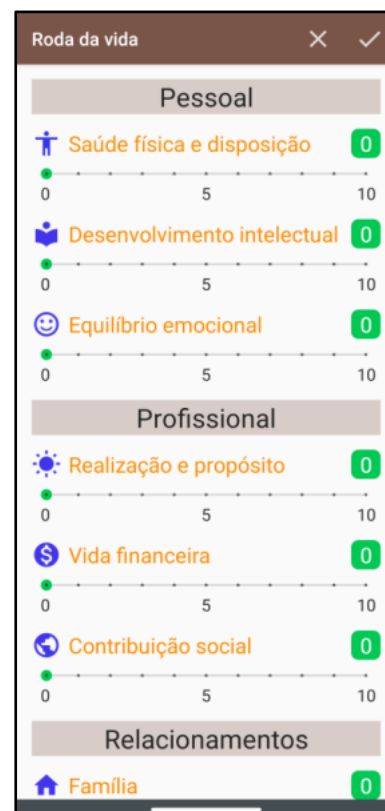 Roda da vida
Pessoal
Saúde física e disposição 0
0 5 10
Desenvolvimento intelectual 0
0 5 10
Equilíbrio emocional 0
0 5 10
Profissional
Realização e propósito 0
0 5 10
Vida financeira 0
0 5 10
Contribuição social 0
0 5 10
Relacionamentos
Família 0